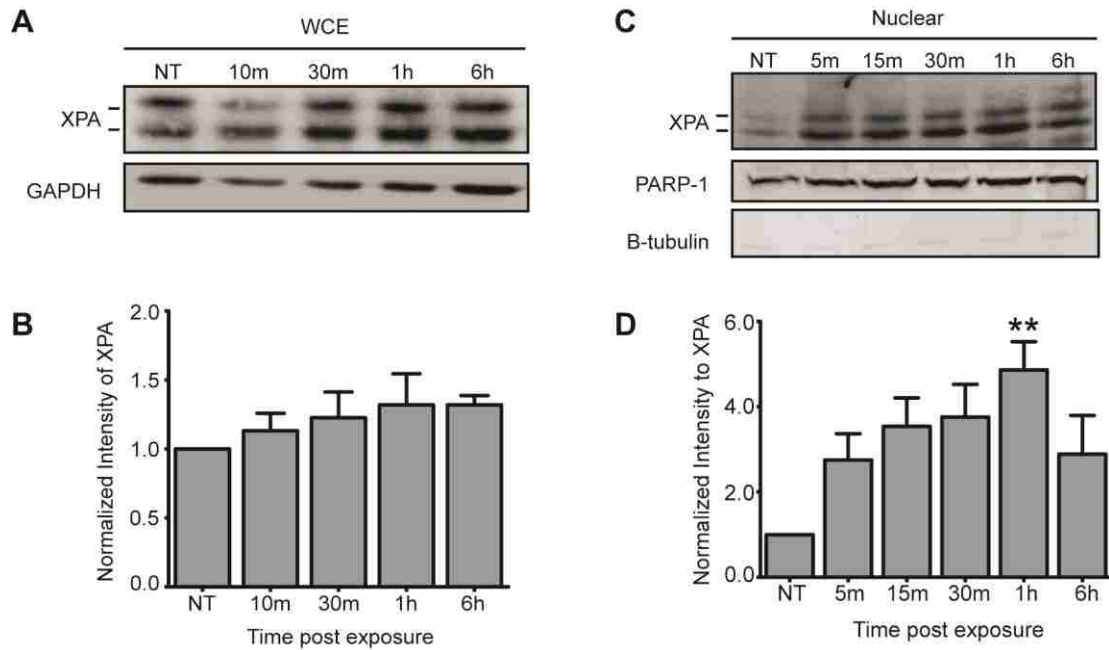 A
WCE
NT 10m 30m 1h 6h
XPA
GAPDH
B
Normalized Intensity of XPA
2.0
1.5
1.0
0.5
0.0
NT 10m 30m 1h 6h
Time post exposure
C
Nuclear
NT 5m 15m 30m 1h 6h
XPA
PARP-1
B-tubulin
D
Normalized Intensity to XPA
6.0
4.0
2.0
0.0
**
NT 5m 15m 30m 1h 6h
Time post exposure